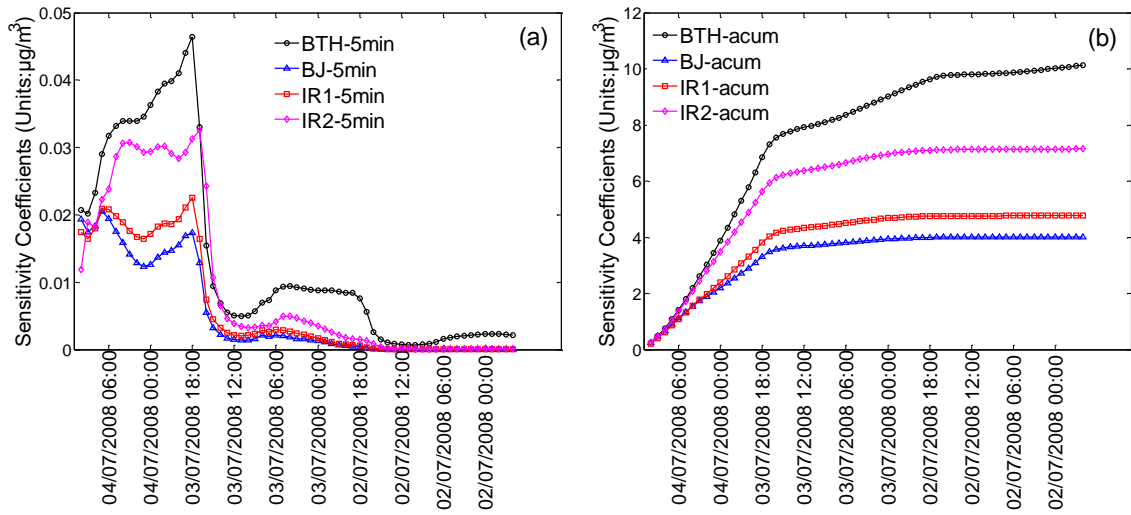 (a)
Sensitivity Coefficients (Units:μg/m³)
0.05
0.04
0.03
0.02
0.01
0
BTH-5min
BJ-5min
IR1-5min
IR2-5min
04/07/2008 06:00
04/07/2008 00:00
03/07/2008 18:00
03/07/2008 12:00
03/07/2008 06:00
03/07/2008 00:00
02/07/2008 18:00
02/07/2008 12:00
02/07/2008 06:00
02/07/2008 00:00
(b)
Sensitivity Coefficients (Units:μg/m³)
12
10
8
6
4
2
0
BTH-acum
BJ-acum
IR1-acum
IR2-acum
04/07/2008 06:00
04/07/2008 00:00
03/07/2008 18:00
03/07/2008 12:00
03/07/2008 06:00
03/07/2008 00:00
02/07/2008 18:00
02/07/2008 12:00
02/07/2008 06:00
02/07/2008 00:00